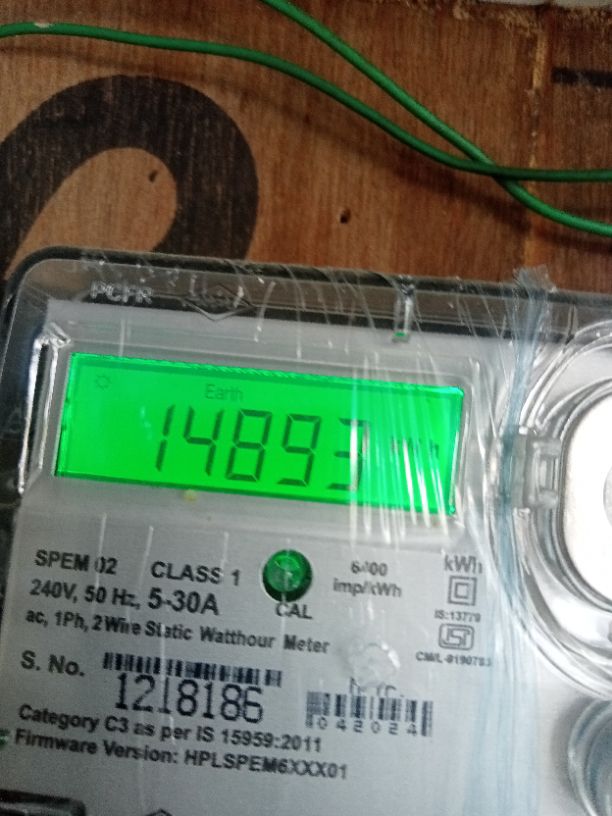 PCFR
Earth
14893 kWh
SPEM 02 CLASS 1
6400
imp/kWh
kWh
240V, 50 Hz, 5-30A
CAL
IS:13779
ac, 1Ph, 2 Wire Static Watthour Meter
S. No.
1218186
042024
Category C3 as per IS 15959:2011
Firmware Version: HPLSPEM6XXX01